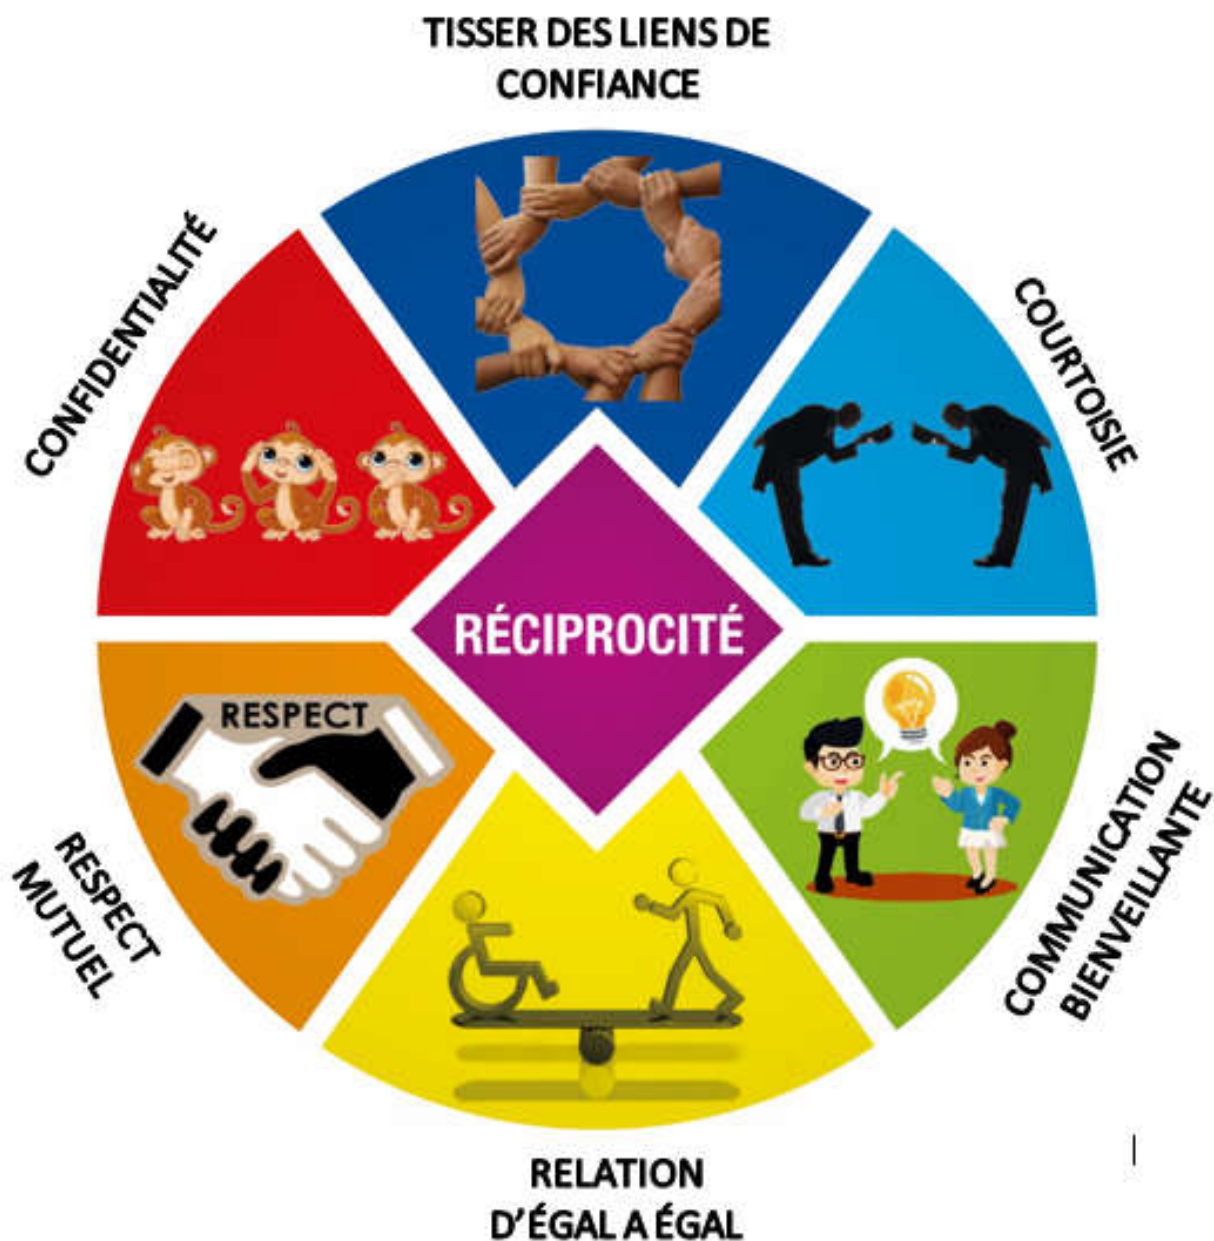 TISSER DES LIENS DE
CONFIANCE
CONFIDENTIALITÉ
COURTOISIE
RÉCIPROCITÉ
RESPECT
RESPECT
MUTUEL
COMMUNICATION
BIENVEILLANTE
RELATION
D'ÉGAL A ÉGAL